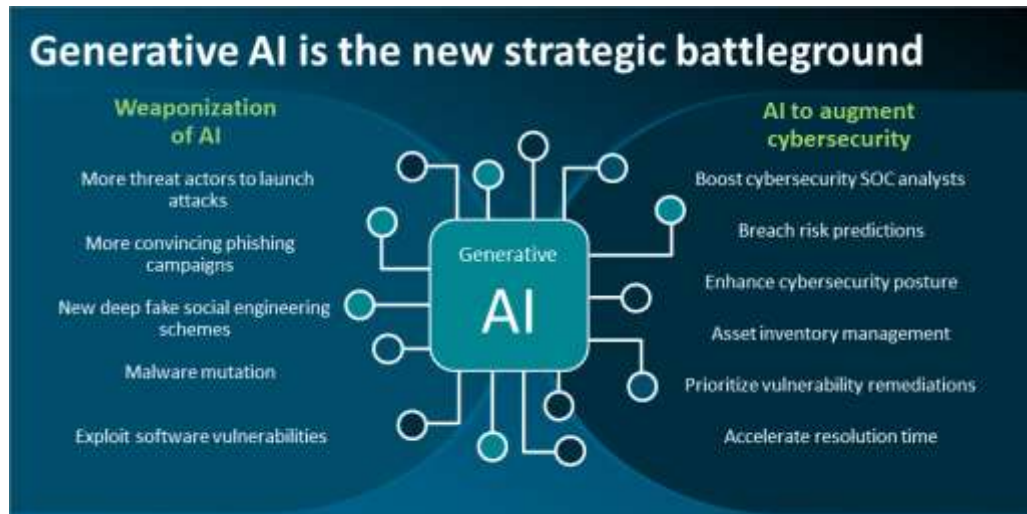 Generative AI is the new strategic battleground
Weaponization
of AI
More threat actors to launch
attacks
More convincing phishing
campaigns
New deep fake social engineering
schemes
Malware mutation
Exploit software vulnerabilities
Generative
AI
AI to augment
cybersecurity
Boost cybersecurity SOC analysts
Breach risk predictions
Enhance cybersecurity posture
Asset inventory management
Prioritize vulnerability remediations
Accelerate resolution time